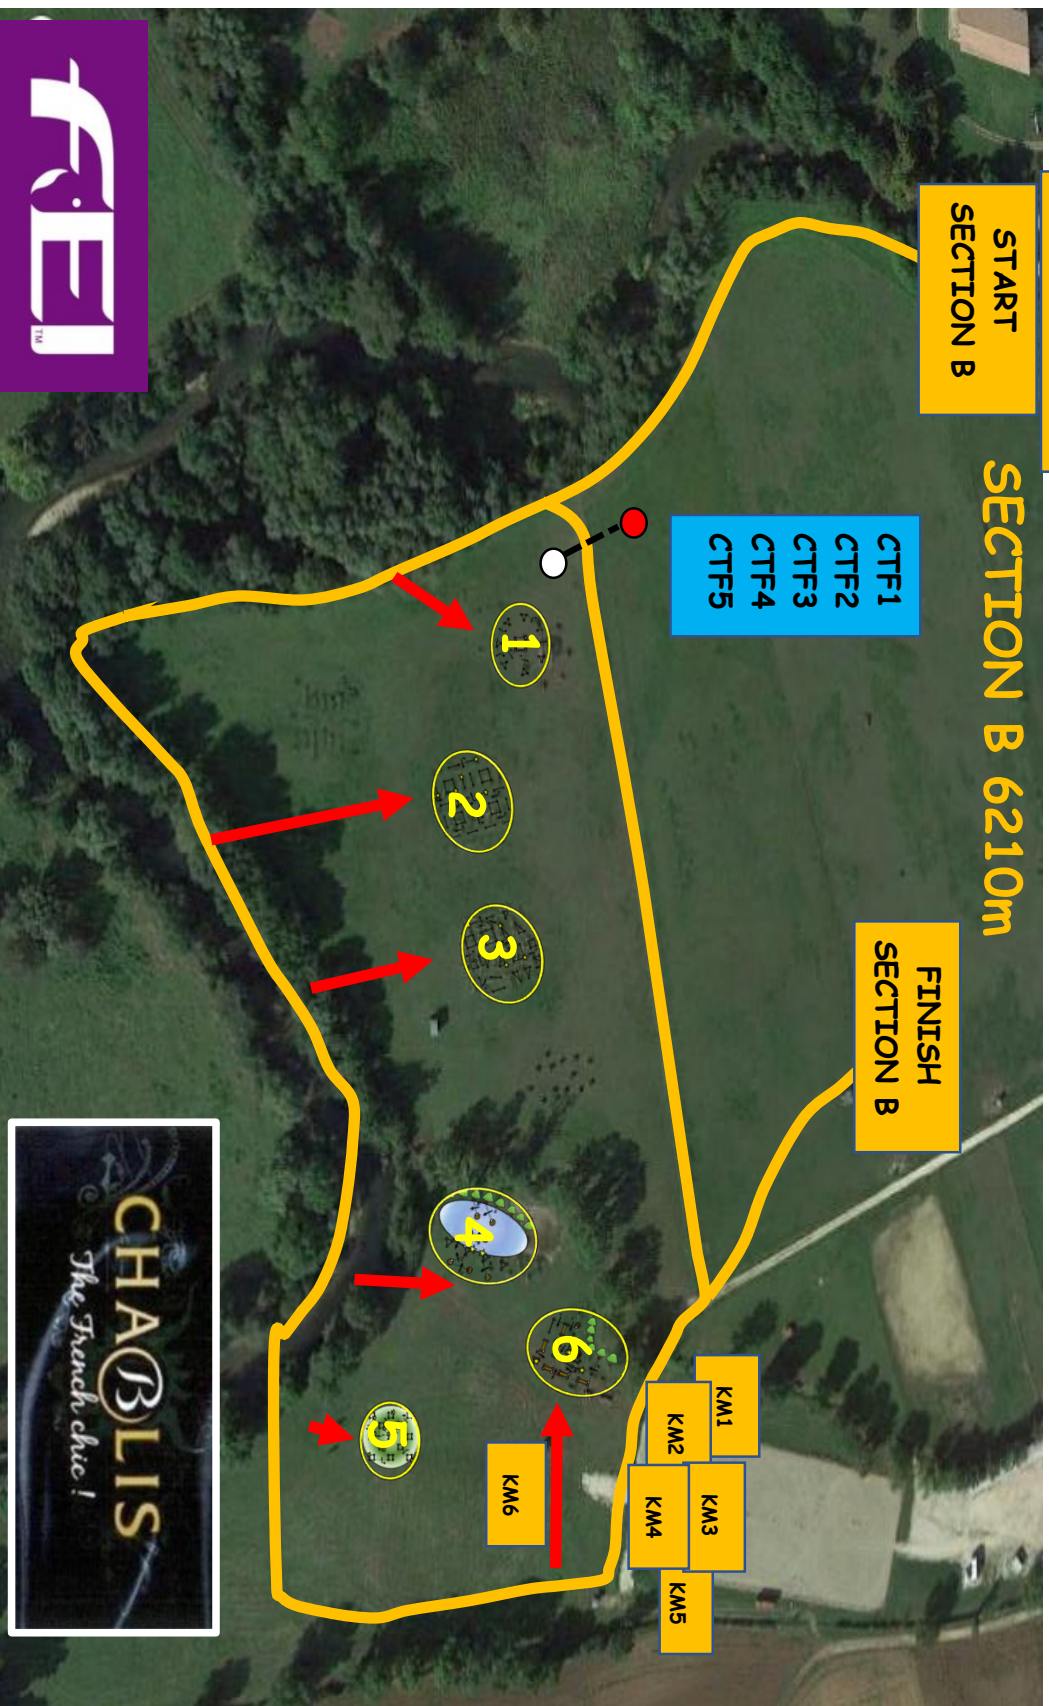 SECTION B 6210m
START
SECTION B
FINISH
SECTION B
CTF1
CTF2
CTF3
CTF4
CTF5
1
2
3
4
5
6
KM1
KM2
KM3
KM4
KM5
KM6
FEI
TM
CHABLIS
The French chic !